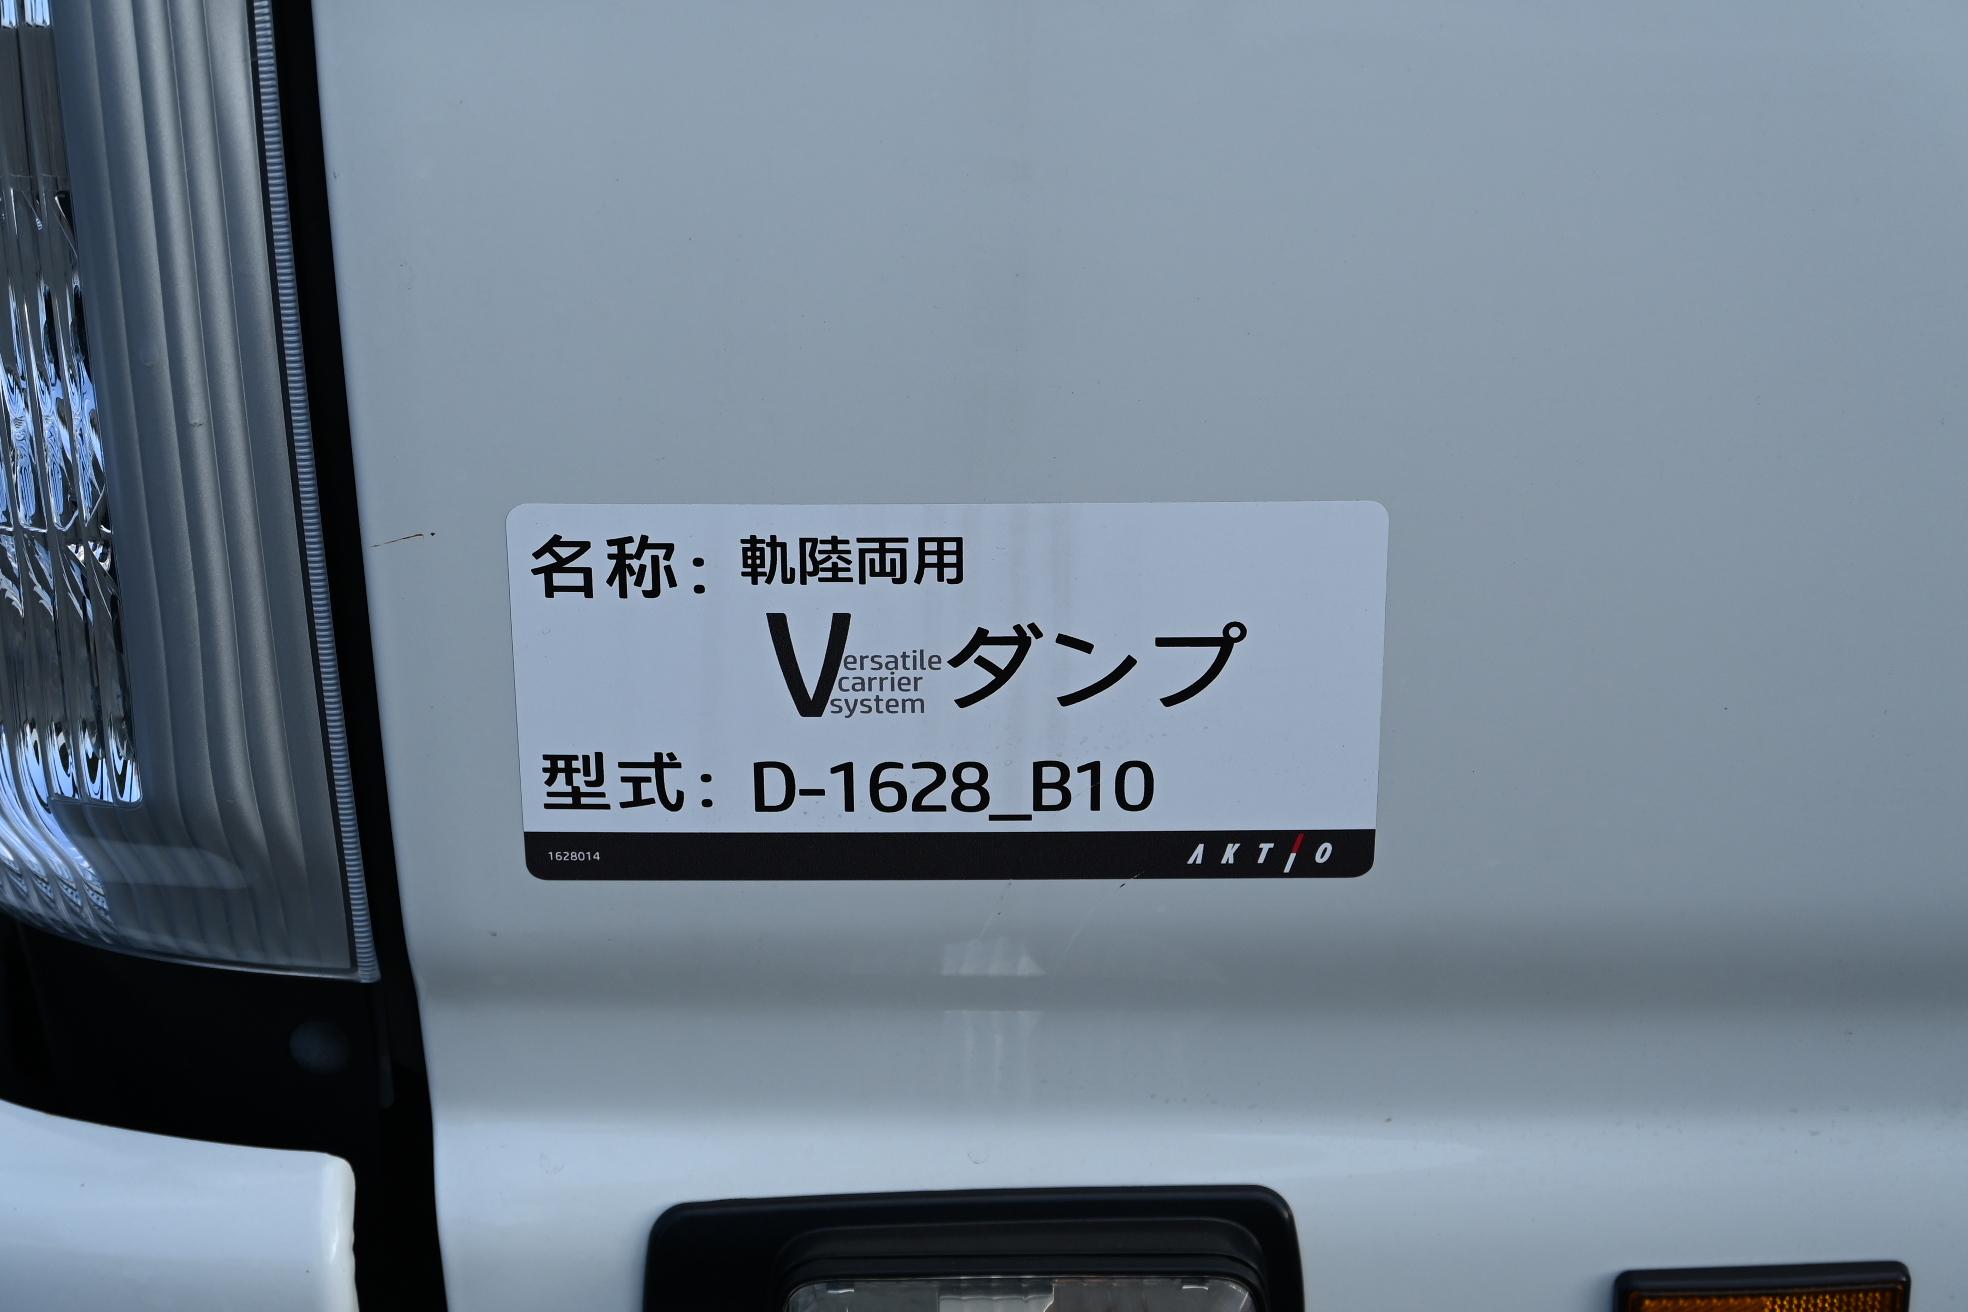 名称: 軌陸両用
Versatile carrier system ダンプ
型式: D-1628_B10
1628014 AKTIO